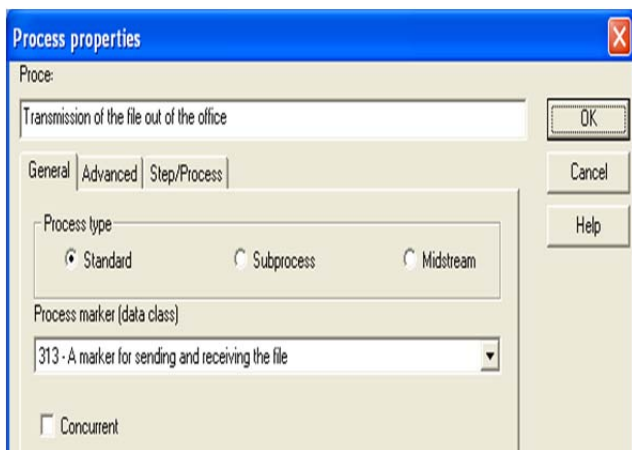 Process properties
Proce:
Transmission of the file out of the office
OK
General Advanced Step/Process
Cancel
Process type
Help
Standard Subprocess Midstream
Process marker (data class)
313 - A marker for sending and receiving the file
Concurrent